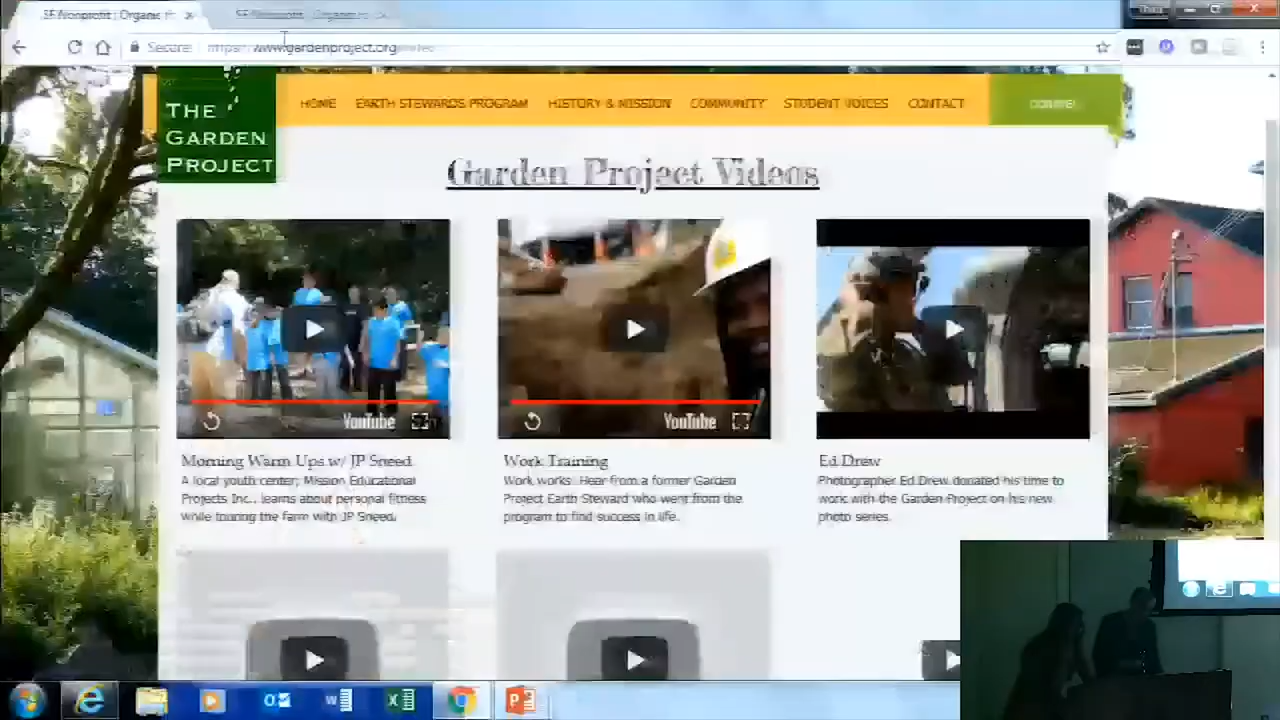 SF Nonprofit | Organic
SF Nonprofit | Organic
Secure
www.gardenproject.org
THE
GARDEN
PROJECT
HOME EARTH STEWARDS PROGRAM HISTORY & MISSION COMMUNITY STUDENT VOICES CONTACT
Garden Project Videos
YouTube
YouTube
Morning Warm Ups w/ JP Sneed
A local youth center, Mission Educational
Projects Inc., learns about personal fitness
while touring the farm with JP Sneed.
Work Training
Work works. Hear from a former Garden
Project Earth Steward who went from the
program to find success in life.
Ed Drew
Photographer Ed Drew donated his time to
work with the Garden Project on his new
photo series.